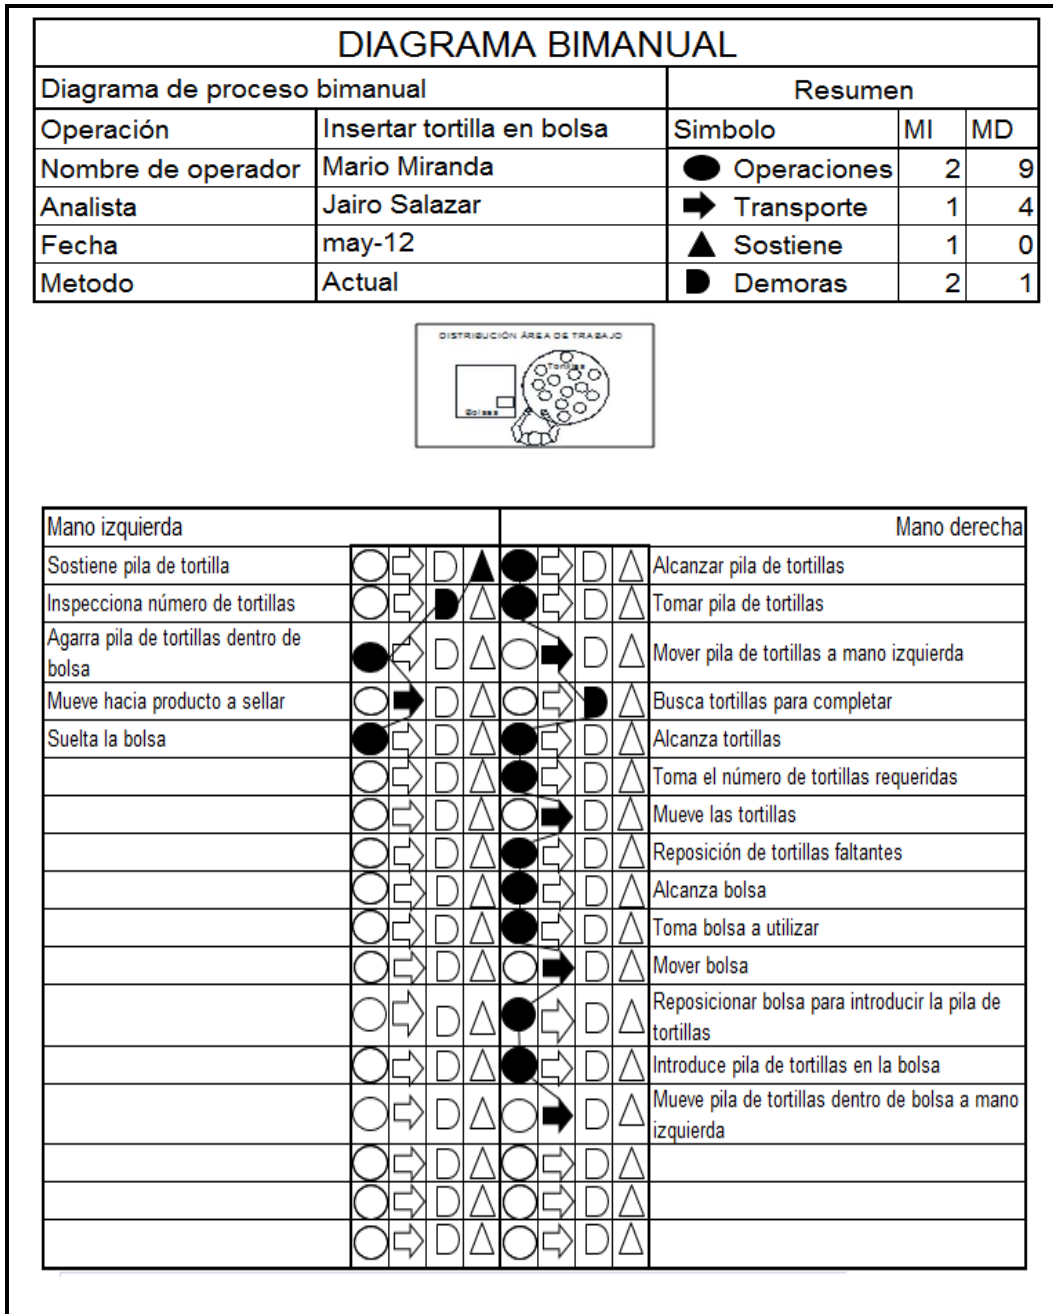 DIAGRAMA BIMANUAL
Diagrama de proceso bimanual Resumen
Operación Insertar tortilla en bolsa Simbolo MI MD
Nombre de operador Mario Miranda Operaciones 2 9
Analista Jairo Salazar Transporte 1 4
Fecha may-12 Sostiene 1 0
Metodo Actual Demoras 2 1
DISTRIBUCIÓN ÁREA DE TRABAJO
Tortillas
Bolsas
Mano izquierda Mano derecha
Sostiene pila de tortilla Alcanzar pila de tortillas
Inspecciona número de tortillas Tomar pila de tortillas
Agarra pila de tortillas dentro de
bolsa Mover pila de tortillas a mano izquierda
Mueve hacia producto a sellar Busca tortillas para completar
Suelta la bolsa Alcanza tortillas
Toma el número de tortillas requeridas
Mueve las tortillas
Reposición de tortillas faltantes
Alcanza bolsa
Toma bolsa a utilizar
Mover bolsa
Reposicionar bolsa para introducir la pila de
tortillas
Introduce pila de tortillas en la bolsa
Mueve pila de tortillas dentro de bolsa a mano
izquierda